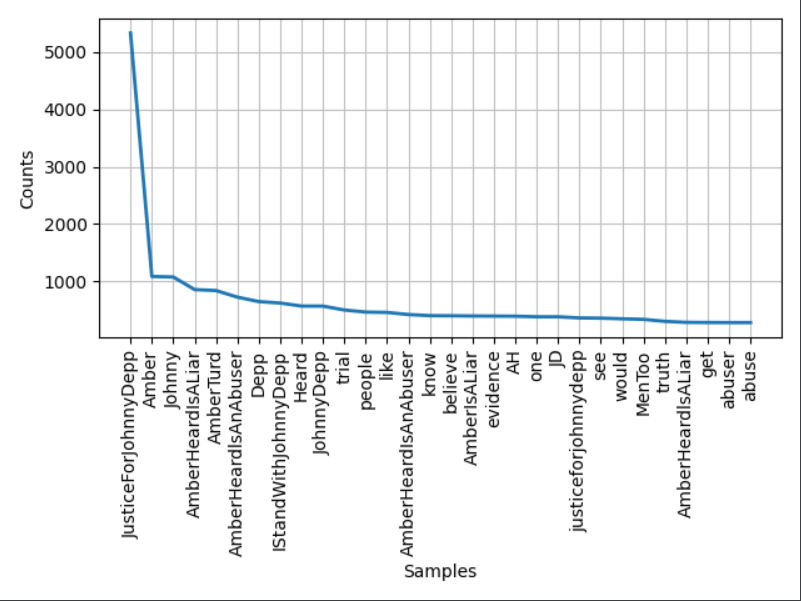 5000
4000
3000
2000
1000
Counts
JusticeForJohnnyDepp
Amber
Johnny
AmberHeardIsALiar
AmberTurd
AmberHeardIsAnAbuser
Depp
IStandWithJohnnyDepp
Heard
JohnnyDepp
trial
people
like
AmberHeardIsAnAbuser
know
believe
AmberIsALiar
evidence
AH
one
JD
justiceforjohnnydepp
see
would
MenToo
truth
AmberHeardIsALiar
get
abuser
abuse
Samples